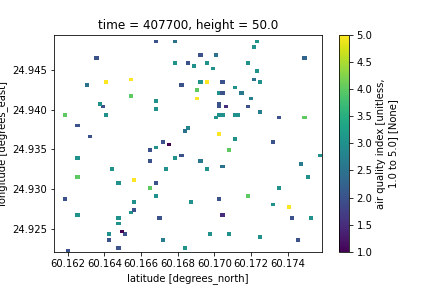 time = 407700, height = 50.0
24.945
24.940
24.935
24.930
24.925
[degrees_east]
60.162 60.164 60.166 60.168 60.170 60.172 60.174
latitude [degrees_north]
5.0
4.5
4.0
3.5
3.0
2.5
2.0
1.5
1.0
air quality index [unitless,
1.0 to 5.0] [None]